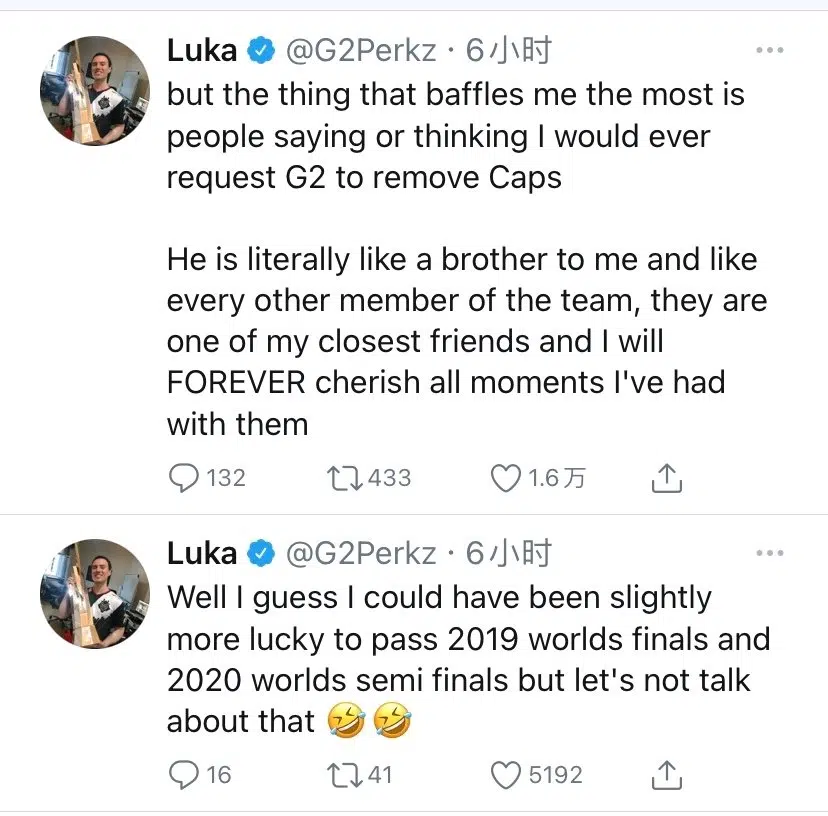 Luka @G2Perkz · 6小时
but the thing that baffles me the most is
people saying or thinking I would ever
request G2 to remove Caps
He is literally like a brother to me and like
every other member of the team, they are
one of my closest friends and I will
FOREVER cherish all moments I've had
with them
132 433 1.6万
Luka @G2Perkz · 6小时
Well I guess I could have been slightly
more lucky to pass 2019 worlds finals and
2020 worlds semi finals but let's not talk
about that 🤣🤣
16 41 5192